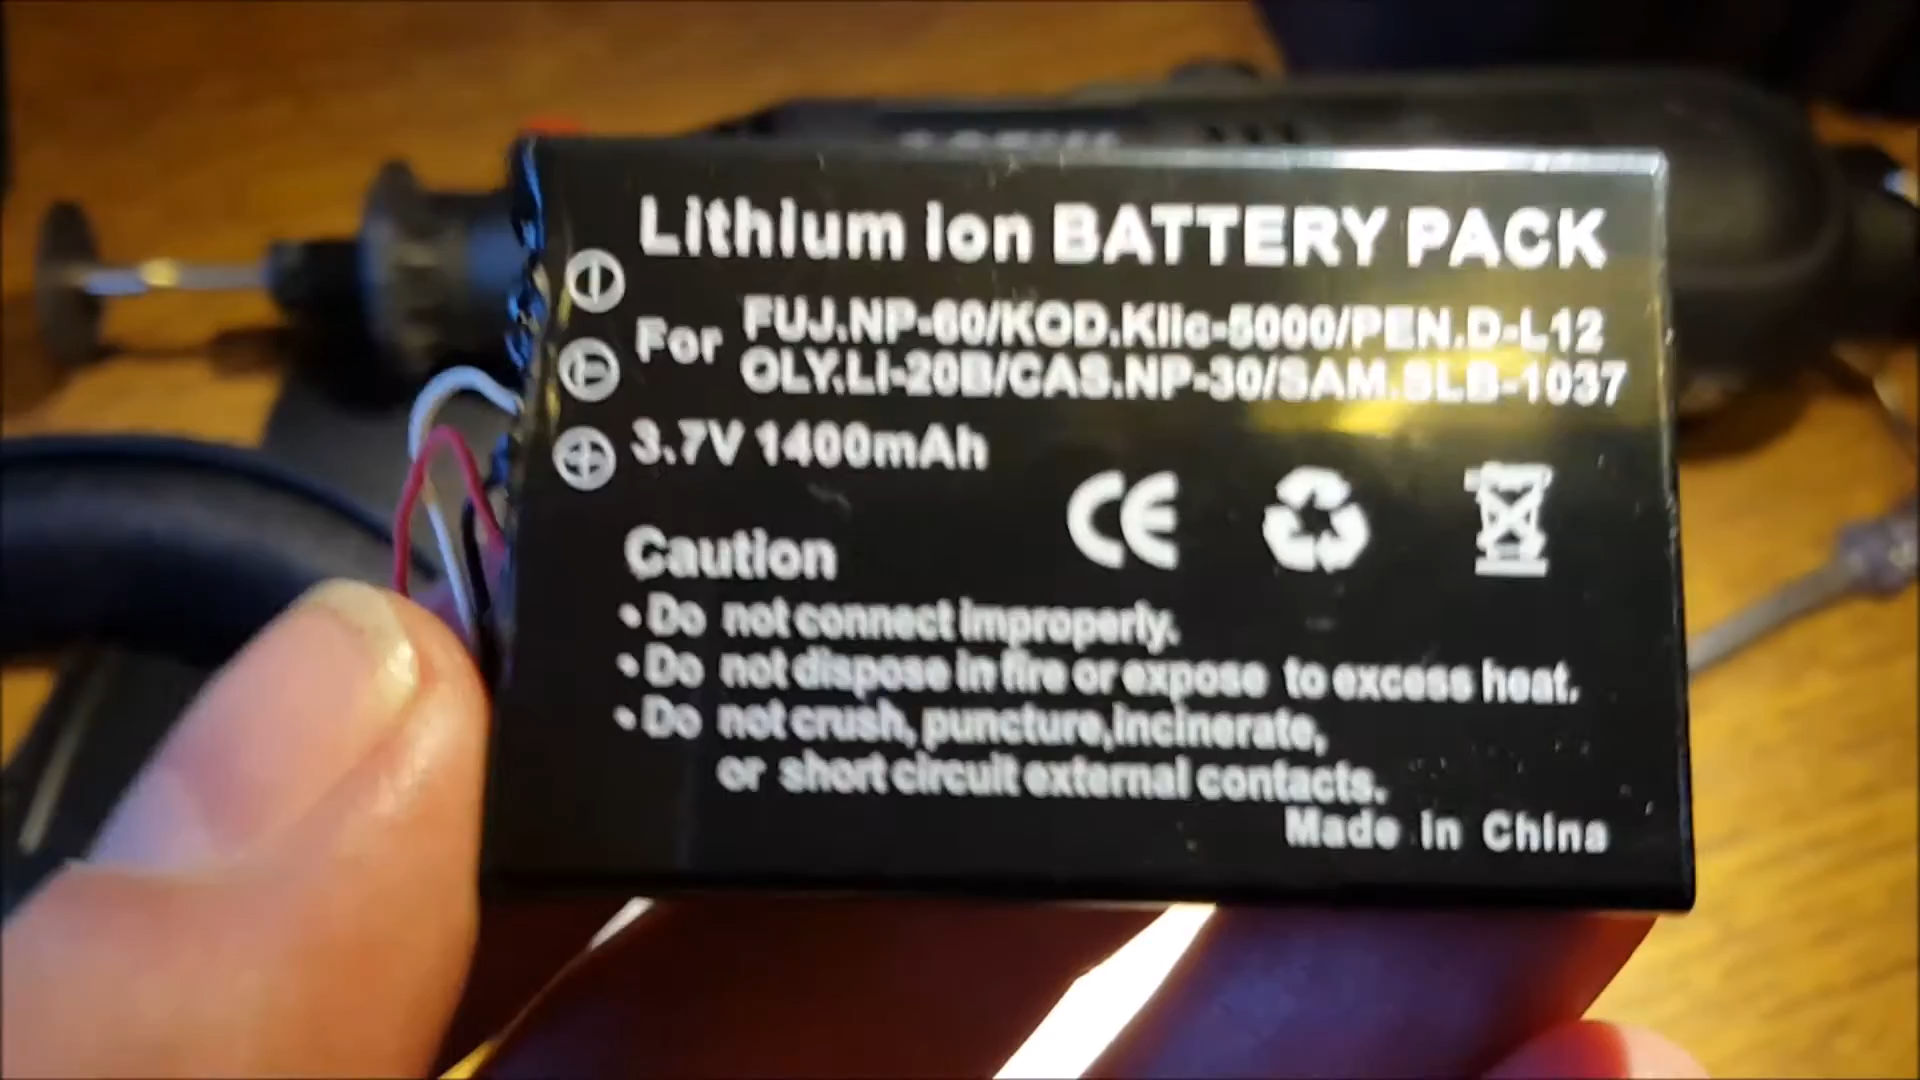 Lithium ion BATTERY PACK
For FUJ.NP-60/KOD.Klic-5000/PEN.D-L12
OLY.Li-20B/CAS.NP-30/SAM.SLB-1037
3.7V 1400mAh
CE
Caution
• Do not connect improperly.
• Do not dispose in fire or expose to excess heat.
• Do not crush, puncture,incinerate,
or short circuit external contacts.
Made in China